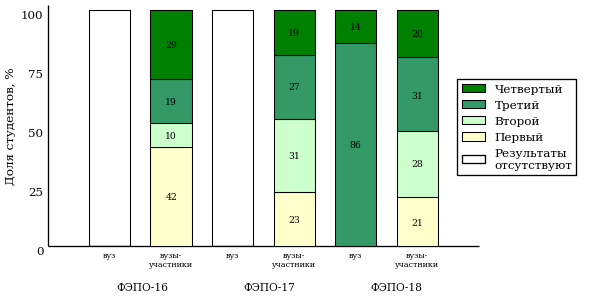 Доля студентов, %
100
75
50
25
0
29
19
10
42
19
27
31
23
14
86
20
31
28
21
вуз
вузы-
участники
вуз
вузы-
участники
вуз
вузы-
участники
ФЭПО-16
ФЭПО-17
ФЭПО-18
Четвертый
Третий
Второй
Первый
Результаты
отсутствуют